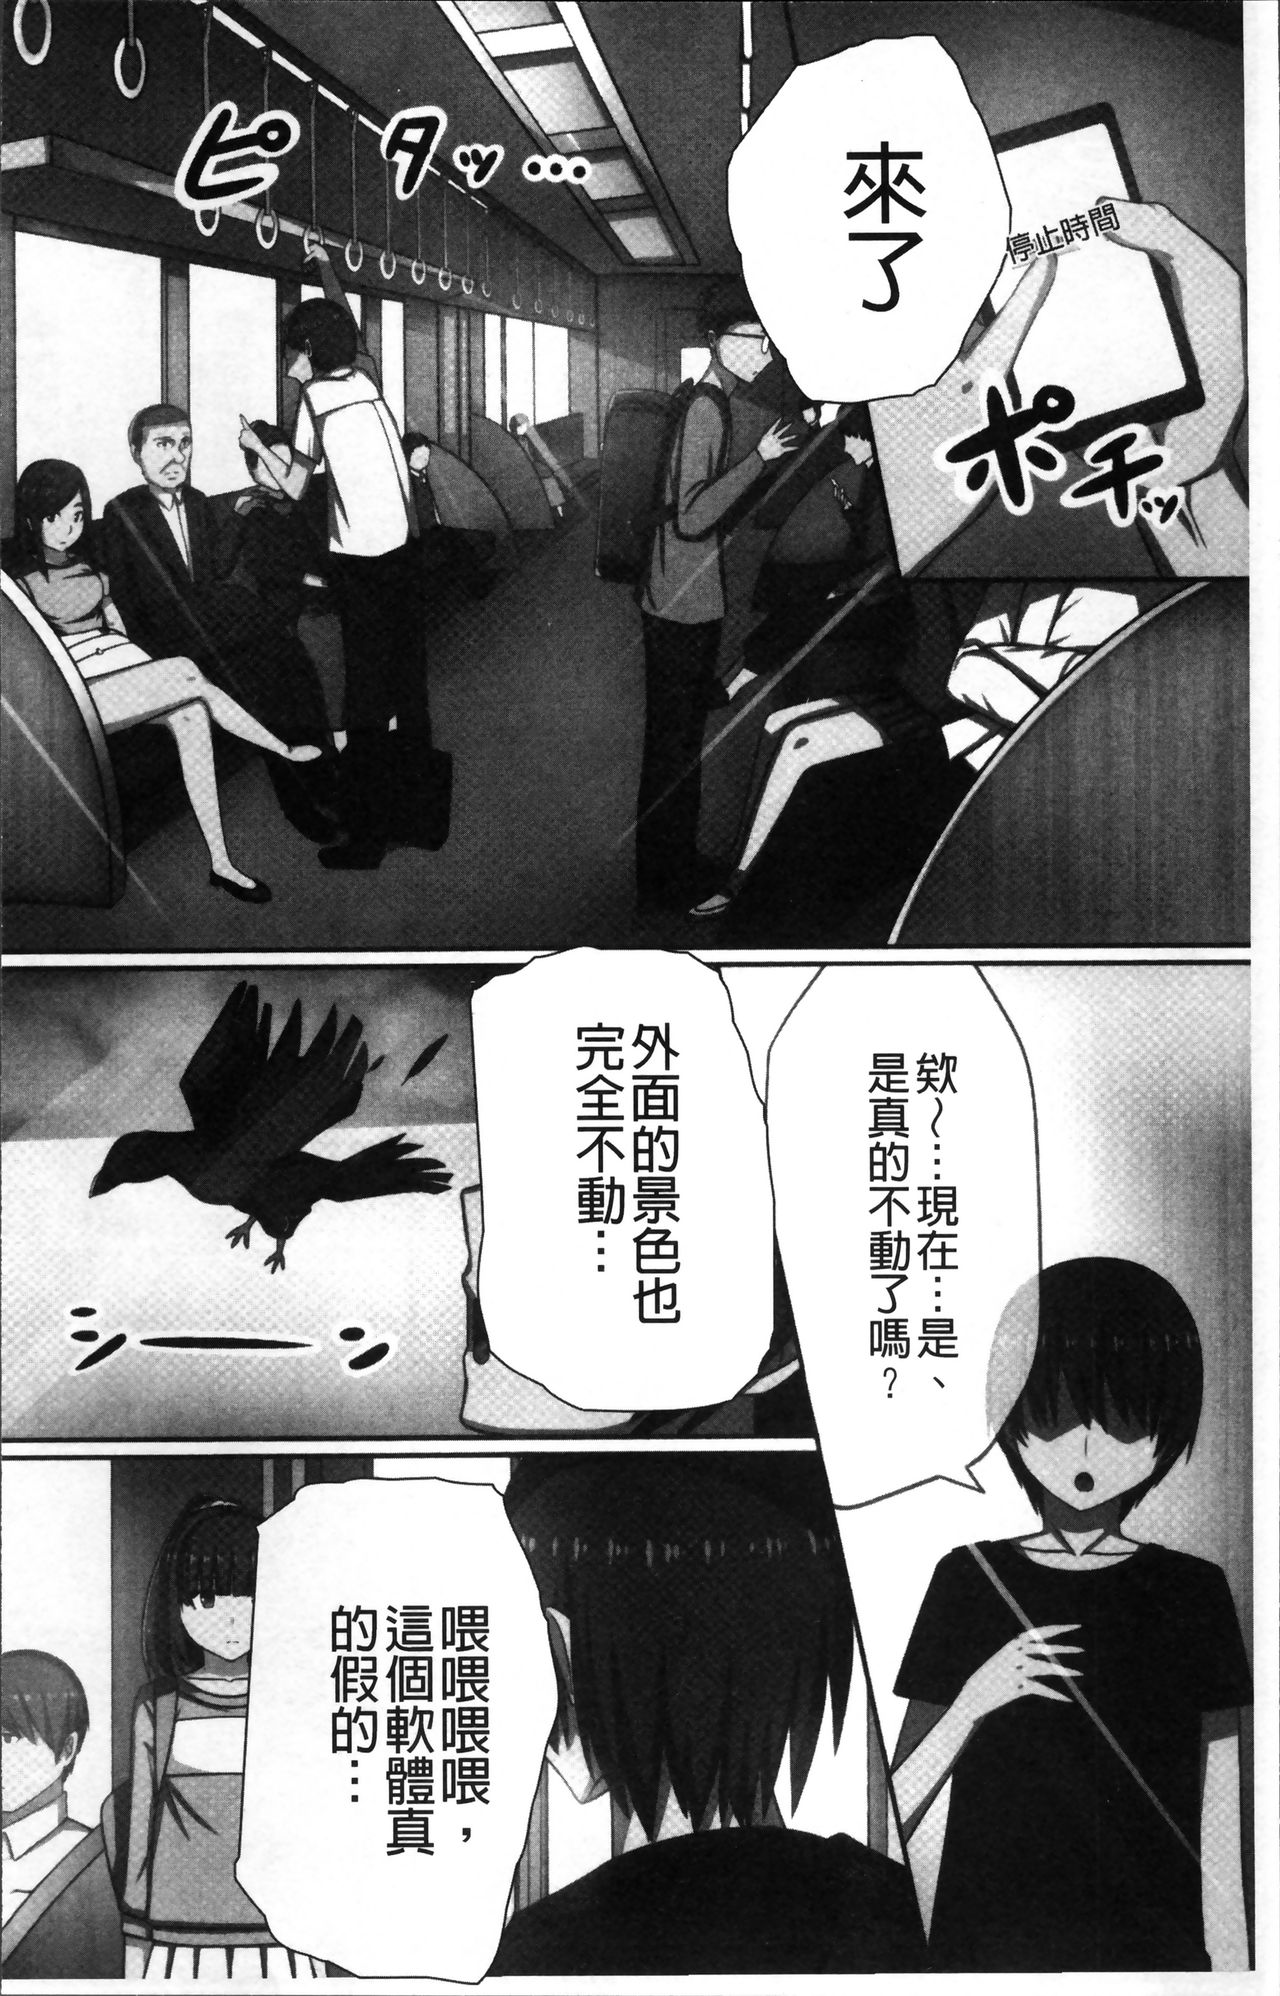 停止時間
ポチッ
來了
ピタッ…
欸～…現在…是、
是真的不動了嗎？
外面的景色也
完全不動…
シーーン
喂喂喂喂，
這個軟體真
的假的…